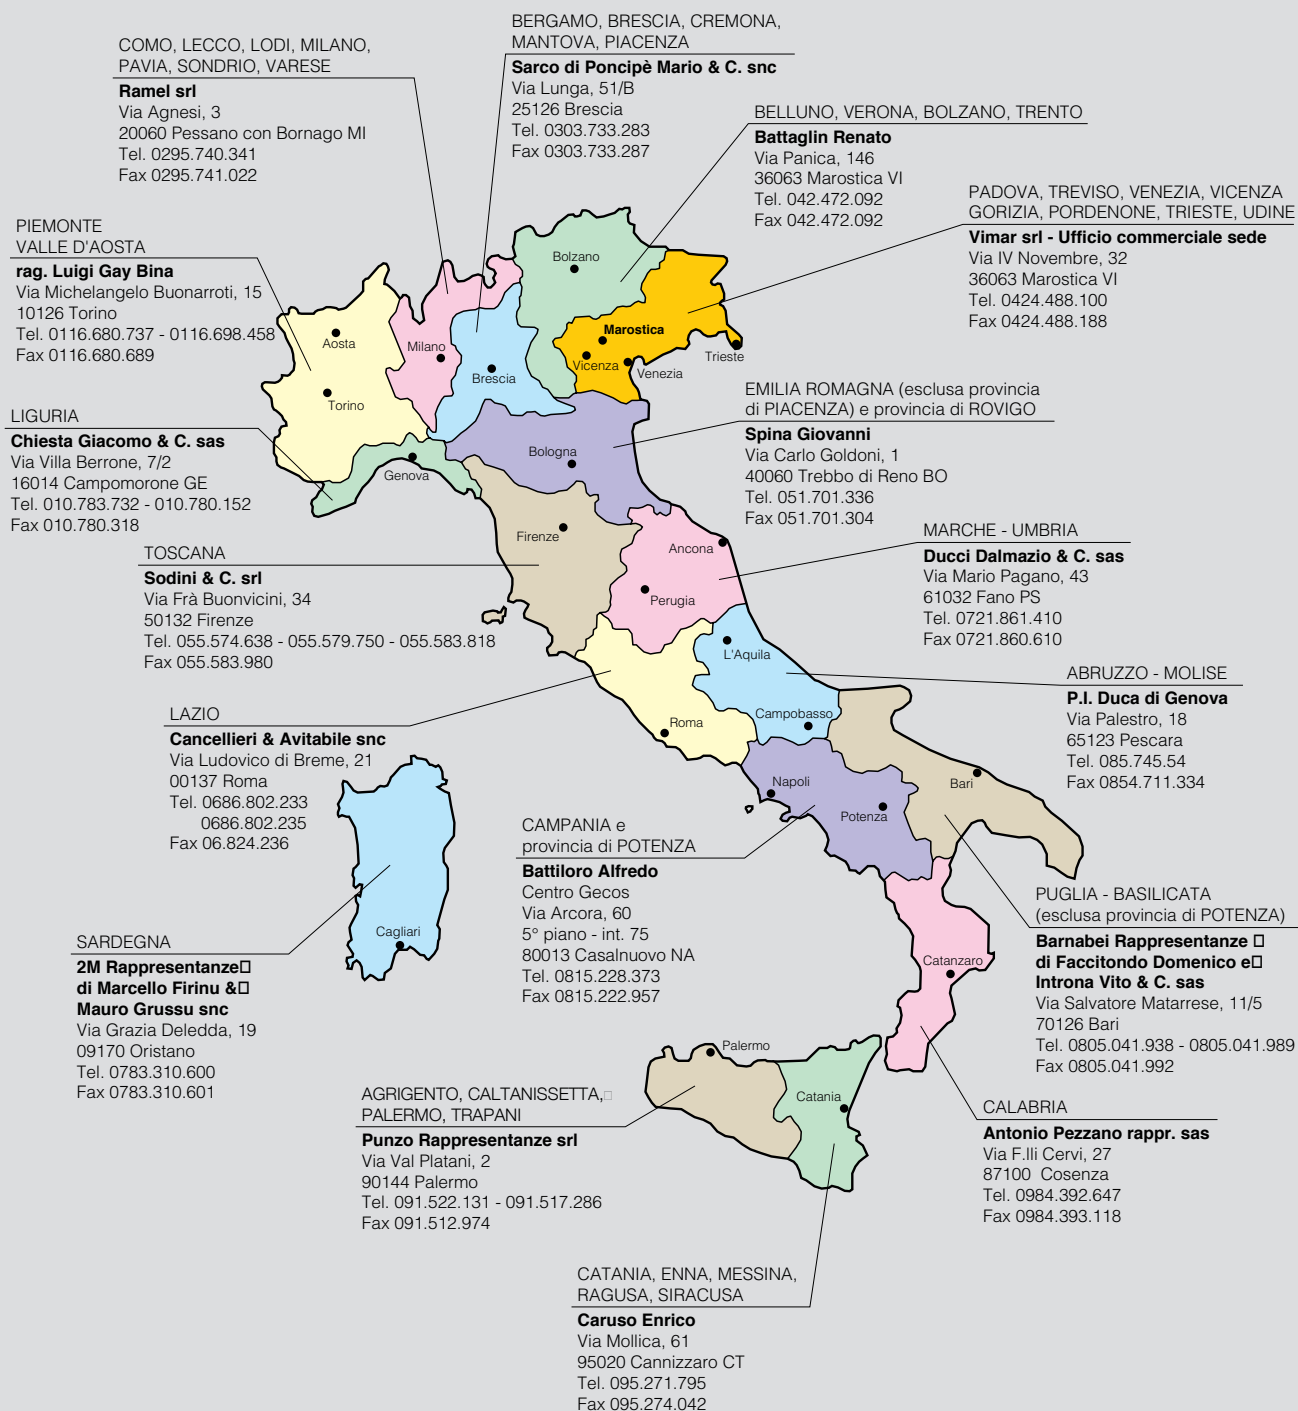 BERGAMO, BRESCIA, CREMONA,
MANTOVA, PIACENZA
Sarco di Poncipè Mario & C. snc
Via Lunga, 51/B
25126 Brescia
Tel. 0303.733.283
Fax 0303.733.287
COMO, LECCO, LODI, MILANO,
PAVIA, SONDRIO, VARESE
Ramel srl
Via Agnesi, 3
20060 Pessano con Bornago MI
Tel. 0295.740.341
Fax 0295.741.022
BELLUNO, VERONA, BOLZANO, TRENTO
Battaglin Renato
Via Panica, 146
36063 Marostica VI
Tel. 042.472.092
Fax 042.472.092
PADOVA, TREVISO, VENEZIA, VICENZA
GORIZIA, PORDENONE, TRIESTE, UDINE
Vimar srl - Ufficio commerciale sede
Via IV Novembre, 32
36063 Marostica VI
Tel. 0424.488.100
Fax 0424.488.188
PIEMONTE
VALLE D'AOSTA
rag. Luigi Gay Bina
Via Michelangelo Buonarroti, 15
10126 Torino
Tel. 0116.680.737 - 0116.698.458
Fax 0116.680.689
Bolzano
Aosta
Milano
Brescia
Marostica
Vicenza
Venezia
Trieste
Torino
EMILIA ROMAGNA (esclusa provincia
di PIACENZA) e provincia di ROVIGO
Spina Giovanni
Via Carlo Goldoni, 1
40060 Trebbo di Reno BO
Tel. 051.701.336
Fax 051.701.304
LIGURIA
Chiesta Giacomo & C. sas
Via Villa Berrone, 7/2
16014 Campomorone GE
Tel. 010.783.732 - 010.780.152
Fax 010.780.318
Genova
Bologna
Firenze
Ancona
Perugia
MARCHE - UMBRIA
Ducci Dalmazio & C. sas
Via Mario Pagano, 43
61032 Fano PS
Tel. 0721.861.410
Fax 0721.860.610
TOSCANA
Sodini & C. srl
Via Frà Buonvicini, 34
50132 Firenze
Tel. 055.574.638 - 055.579.750 - 055.583.818
Fax 055.583.980
L'Aquila
Campobasso
Roma
ABRUZZO - MOLISE
P.I. Duca di Genova
Via Palestro, 18
65123 Pescara
Tel. 085.745.54
Fax 0854.711.334
LAZIO
Cancellieri & Avitabile snc
Via Ludovico di Breme, 21
00137 Roma
Tel. 0686.802.233
0686.802.235
Fax 06.824.236
Napoli
Potenza
Bari
CAMPANIA e
provincia di POTENZA
Battiloro Alfredo
Centro Gecos
Via Arcora, 60
5° piano - int. 75
80013 Casalnuovo NA
Tel. 0815.228.373
Fax 0815.222.957
PUGLIA - BASILICATA
(esclusa provincia di POTENZA)
Barnabei Rappresentanze □
di Faccitondo Domenico e□
Introna Vito & C. sas
Via Salvatore Matarrese, 11/5
70126 Bari
Tel. 0805.041.938 - 0805.041.989
Fax 0805.041.992
Cagliari
SARDEGNA
2M Rappresentanze□
di Marcello Firinu &□
Mauro Grussu snc
Via Grazia Deledda, 19
09170 Oristano
Tel. 0783.310.600
Fax 0783.310.601
Catanzaro
Palermo
Catania
AGRIGENTO, CALTANISSETTA,□
PALERMO, TRAPANI
Punzo Rappresentanze srl
Via Val Platani, 2
90144 Palermo
Tel. 091.522.131 - 091.517.286
Fax 091.512.974
CALABRIA
Antonio Pezzano rappr. sas
Via F.lli Cervi, 27
87100 Cosenza
Tel. 0984.392.647
Fax 0984.393.118
CATANIA, ENNA, MESSINA,
RAGUSA, SIRACUSA
Caruso Enrico
Via Mollica, 61
95020 Cannizzaro CT
Tel. 095.271.795
Fax 095.274.042